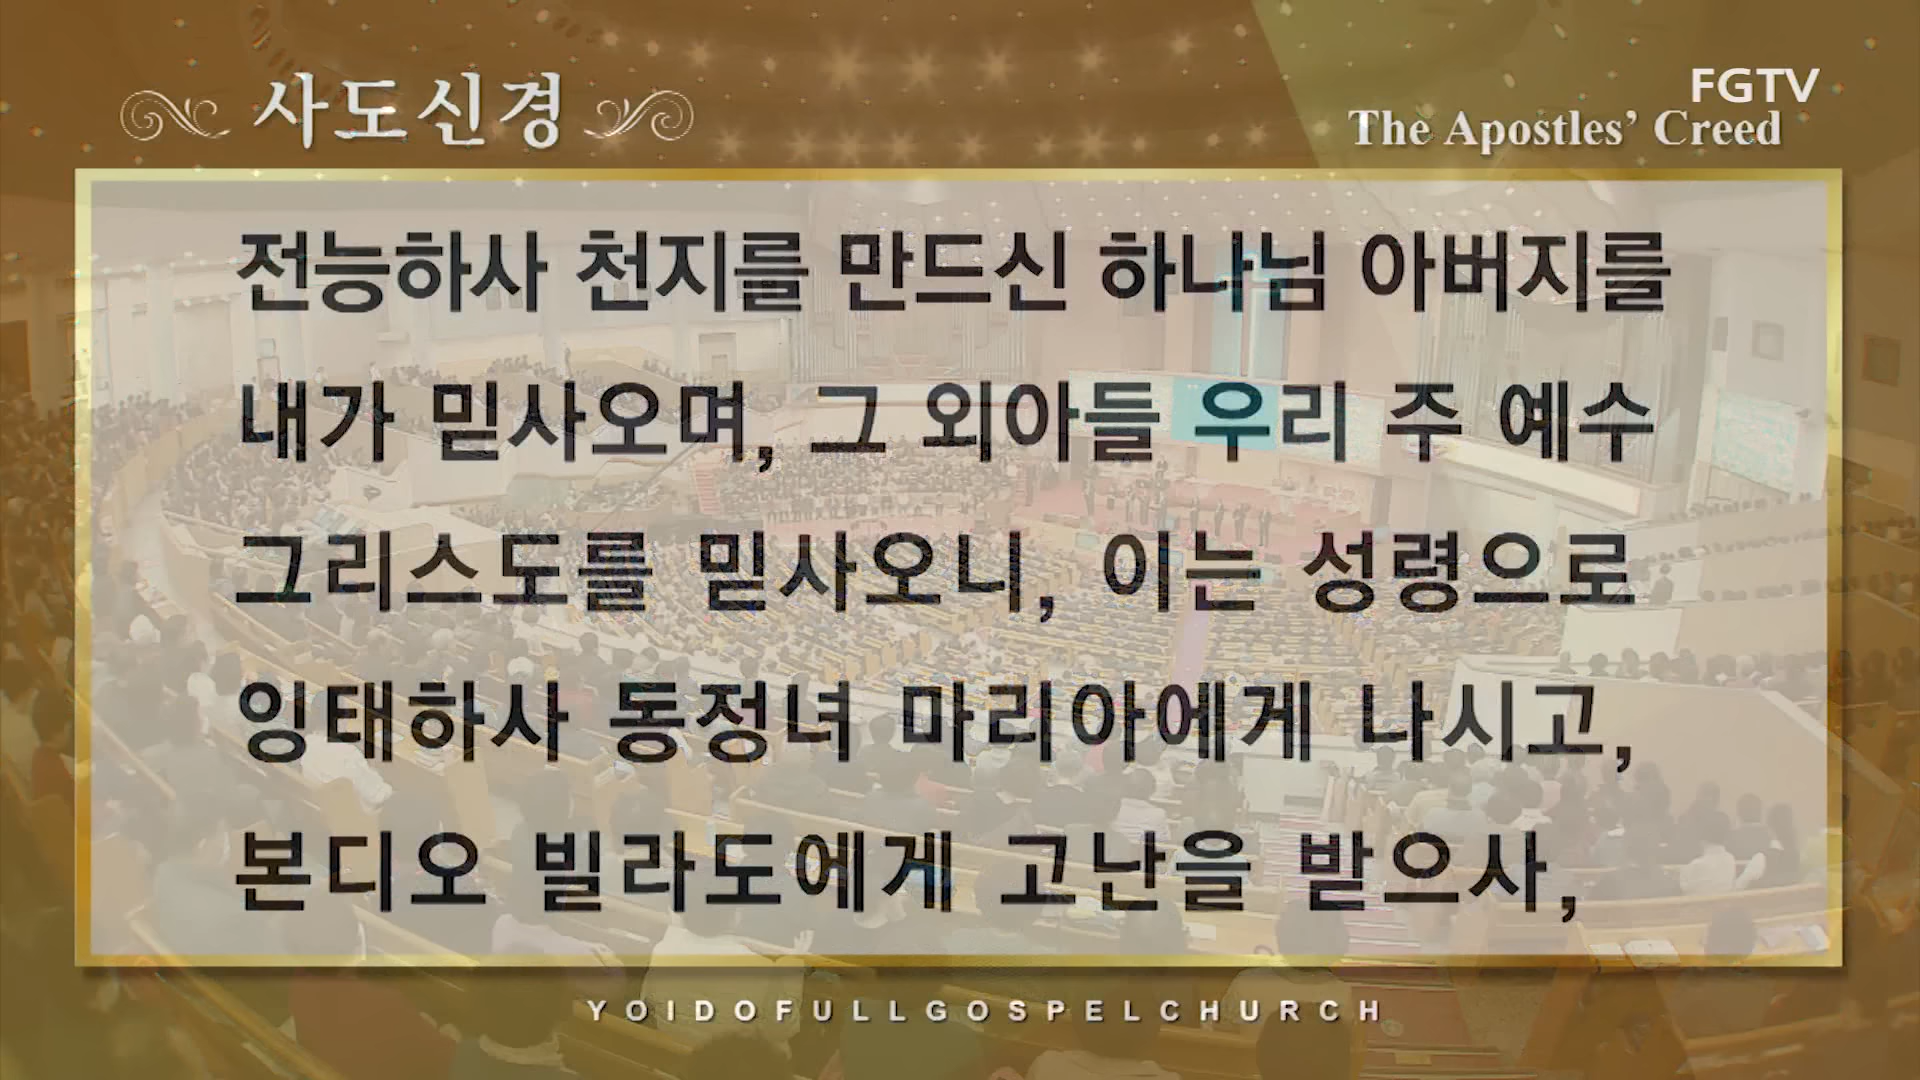 사도신경
FGTV
The Apostles' Creed
전능하사 천지를 만드신 하나님 아버지를
내가 믿사오며, 그 외아들 우리 주 예수
그리스도를 믿사오니, 이는 성령으로
잉태하사 동정녀 마리아에게 나시고,
본디오 빌라도에게 고난을 받으사,
YOIDOFULLGOSPELCHURCH